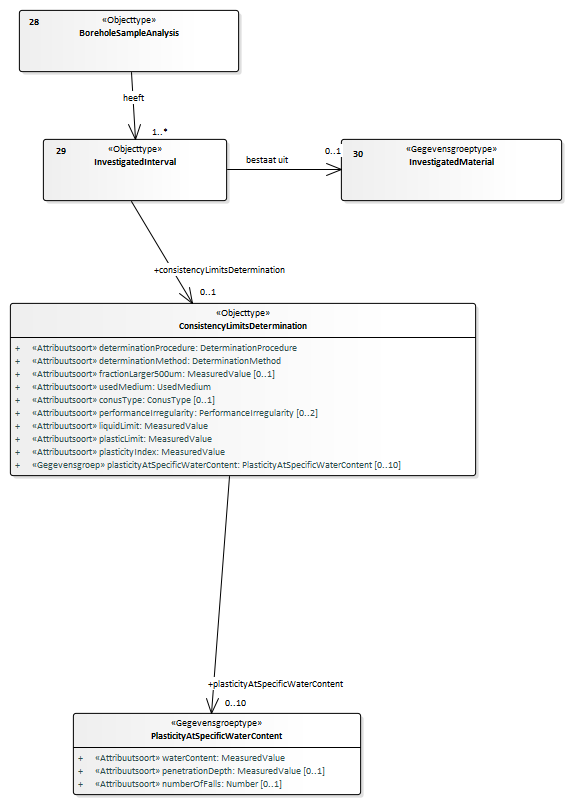 28
«Objecttype»
BoreholeSampleAnalysis
heeft
1..*
29
«Objecttype»
InvestigatedInterval
bestaat uit
0..1
30
«Gegevensgroeptype»
InvestigatedMaterial
+consistencyLimitsDetermination
0..1
«Objecttype»
ConsistencyLimitsDetermination
+ «Attribuutsoort» determinationProcedure: DeterminationProcedure
+ «Attribuutsoort» determinationMethod: DeterminationMethod
+ «Attribuutsoort» fractionLarger500um: MeasuredValue [0..1]
+ «Attribuutsoort» usedMedium: UsedMedium
+ «Attribuutsoort» conusType: ConusType [0..1]
+ «Attribuutsoort» performanceIrregularity: PerformanceIrregularity [0..2]
+ «Attribuutsoort» liquidLimit: MeasuredValue
+ «Attribuutsoort» plasticLimit: MeasuredValue
+ «Attribuutsoort» plasticityIndex: MeasuredValue
+ «Gegevensgroep» plasticityAtSpecificWaterContent: PlasticityAtSpecificWaterContent [0..10]
+plasticityAtSpecificWaterContent
0..10
«Gegevensgroeptype»
PlasticityAtSpecificWaterContent
+ «Attribuutsoort» waterContent: MeasuredValue
+ «Attribuutsoort» penetrationDepth: MeasuredValue [0..1]
+ «Attribuutsoort» numberOfFalls: Number [0..1]